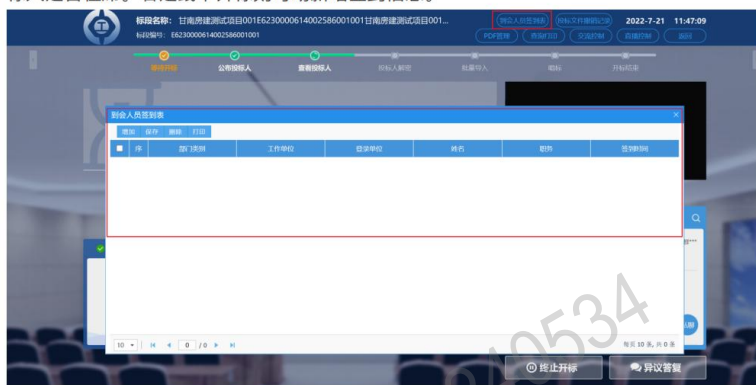 标段名称： 甘南房建测试项目001E6230000614002586001001甘南房建测试项目001...
到会人员签到表 投标文件撤销记录 2022-7-21 11:47:09
标段编号： E6230000614002586001001
PDF管理 查询打印 交流控制 直播控制 返回
公布投标人 查看投标人 投标人解密 批量导入 唱标 开标结束
到会人员签到表
增加 保存 删除 打印
序 部门类别 工作单位 登录单位 姓名 职务 签到时间
10 0 / 0 每页 10 条, 共 0 条
终止开标 异议答复